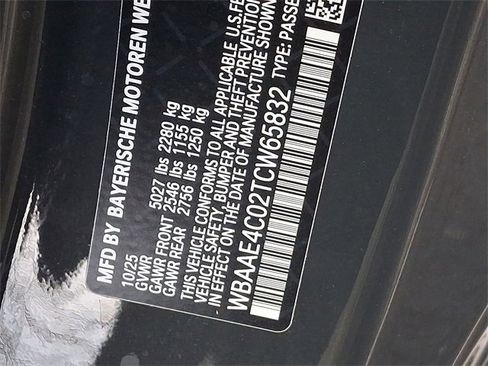 MFD BY BAYERISCHE MOTOREN WE
10/25
GVWR 5027 lbs 2280 kg
GAWR FRONT 2546 lbs 1155 kg
GAWR REAR 2756 lbs 1250 kg
THIS VEHICLE CONFORMS TO ALL APPLICABLE U.S. FE
VEHICLE SAFETY, BUMPER AND THEFT PREVENTION
IN EFFECT ON THE DATE OF MANUFACTURE SHOWN
WBAAE4C02TCW65832 TYPE: PASSE